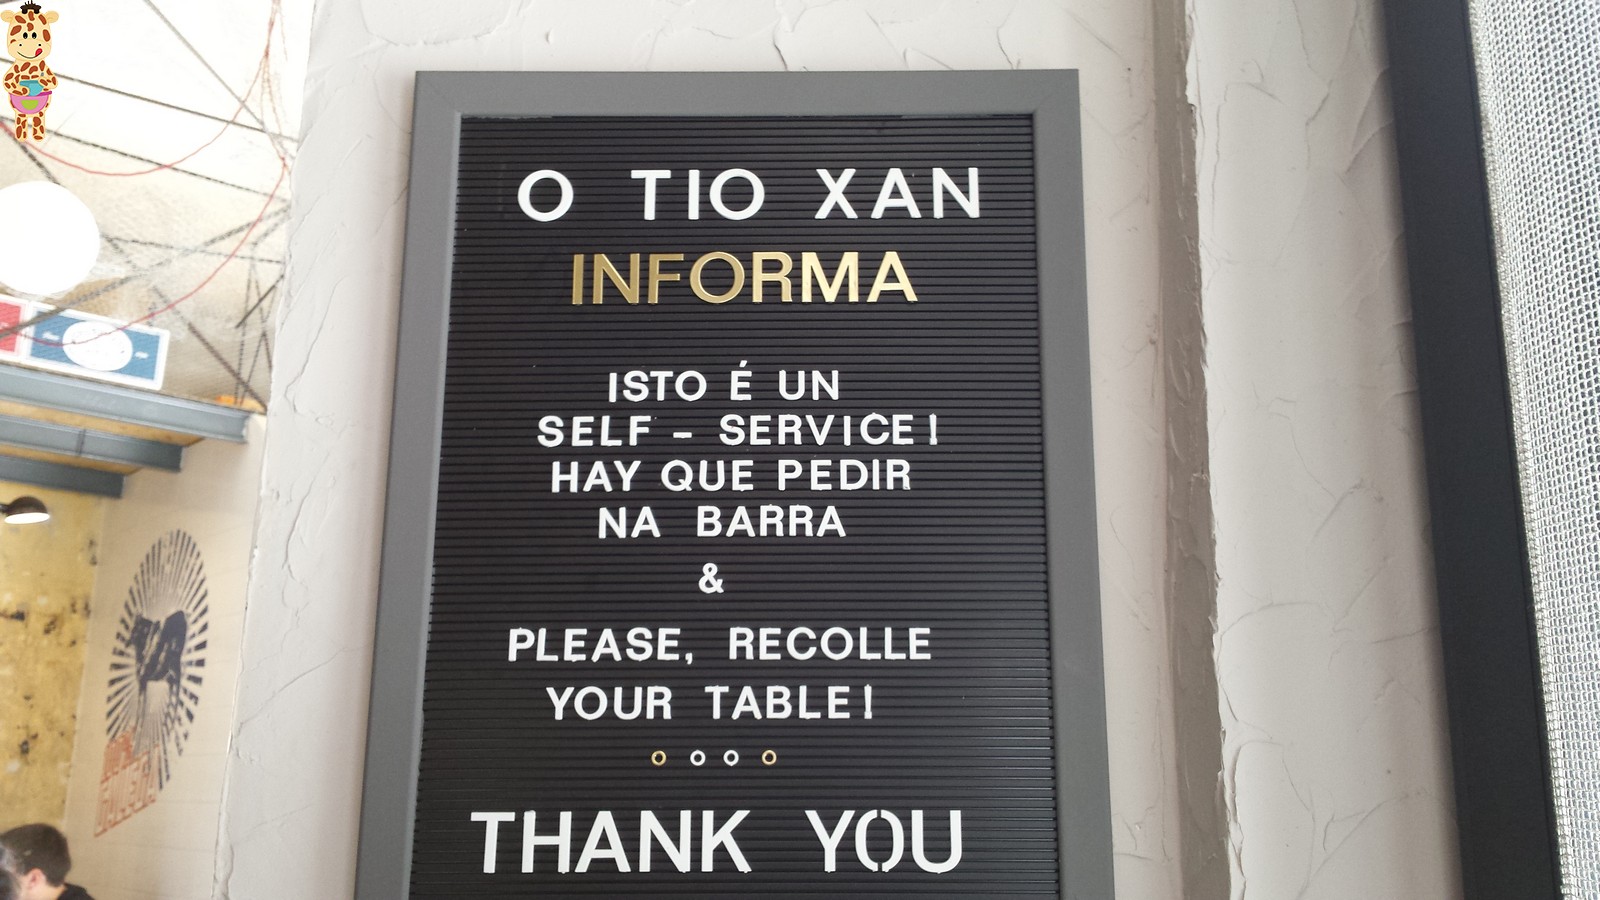 O TIO XAN
INFORMA
ISTO É UN
SELF - SERVICE!
HAY QUE PEDIR
NA BARRA
&
PLEASE, RECOLLE
YOUR TABLE!
THANK YOU